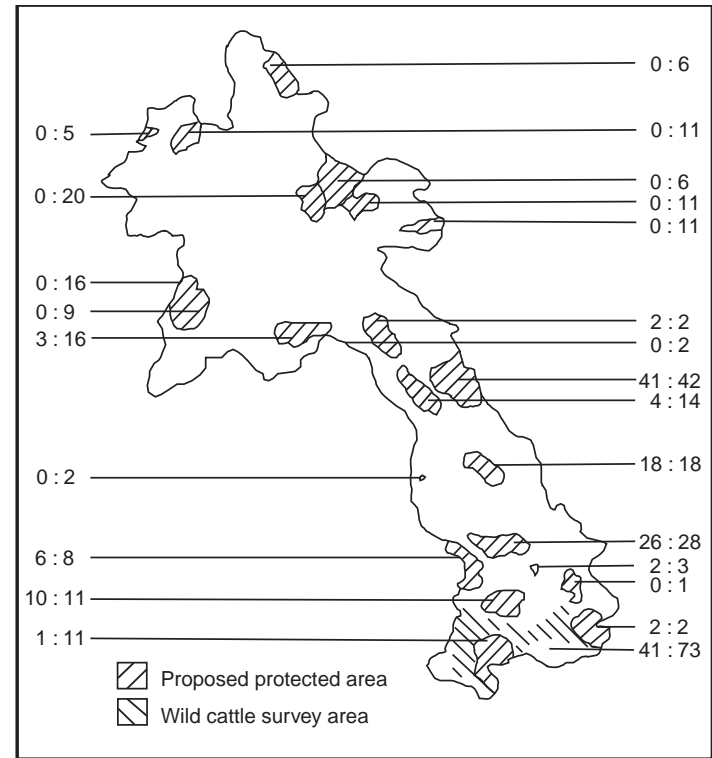 0 : 6
0 : 5
0 : 11
0 : 20
0 : 6
0 : 11
0 : 11
0 : 16
0 : 9
3 : 16
2 : 2
0 : 2
41 : 42
4 : 14
18 : 18
0 : 2
26 : 28
6 : 8
2 : 3
0 : 1
10 : 11
2 : 2
1 : 11
41 : 73
Proposed protected area
Wild cattle survey area